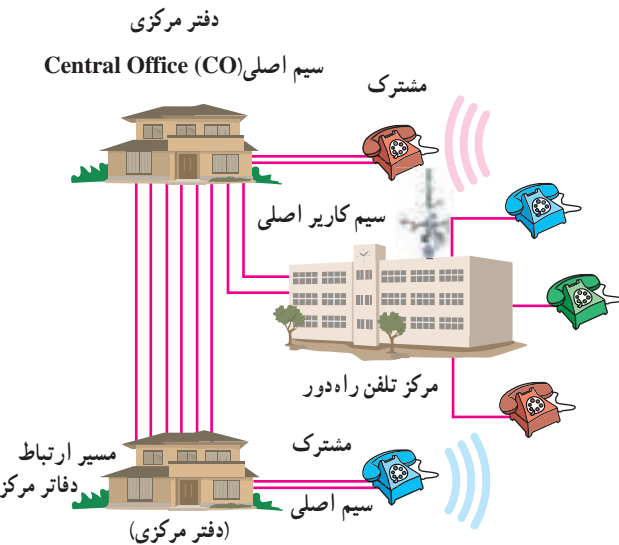 دفتر مرکزی
سیم اصلی Central Office (CO)
مشترک
سیم کاریر اصلی
مرکز تلفن راه‌دور
مشترک
مسیر ارتباط
دفاتر مرکز
سیم اصلی
(دفتر مرکزی)